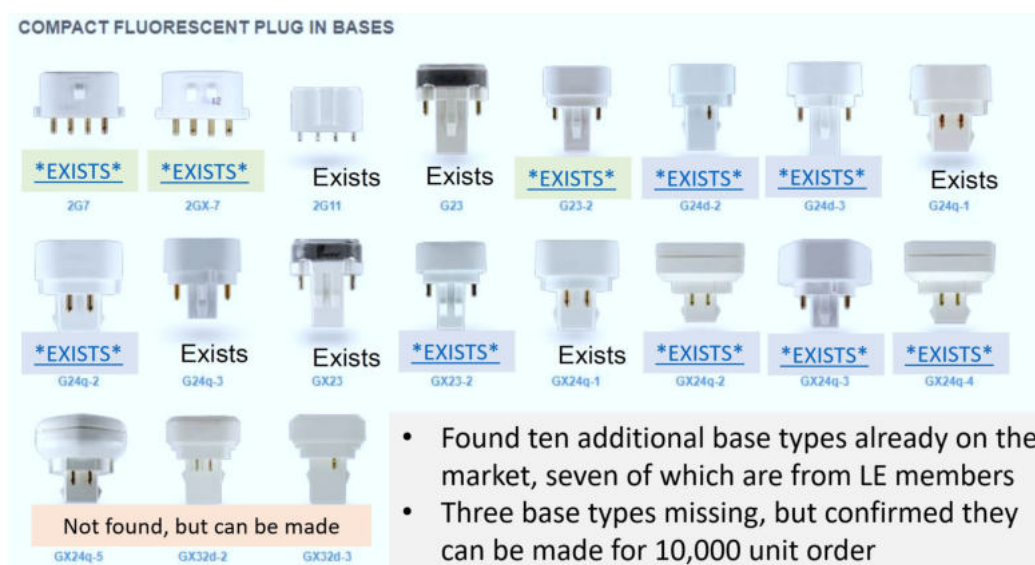 COMPACT FLUORESCENT PLUG IN BASES
*EXISTS* *EXISTS* Exists Exists *EXISTS* *EXISTS* *EXISTS* Exists
2G7 2GX-7 2G11 G23 G23-2 G24d-2 G24d-3 G24q-1
*EXISTS* Exists Exists *EXISTS* Exists *EXISTS* *EXISTS* *EXISTS*
G24q-2 G24q-3 GX23 GX23-2 GX24q-1 GX24q-2 GX24q-3 GX24q-4
Not found, but can be made
GX24q-5 GX32d-2 GX32d-3
• Found ten additional base types already on the
market, seven of which are from LE members
• Three base types missing, but confirmed they
can be made for 10,000 unit order